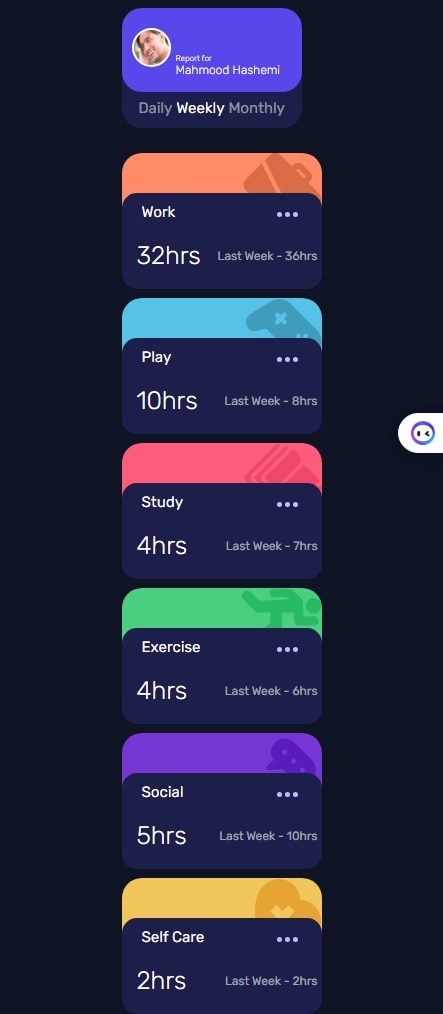 Report for
Mahmood Hashemi
Daily Weekly Monthly
Work
32hrs Last Week - 36hrs
Play
10hrs Last Week - 8hrs
Study
4hrs Last Week - 7hrs
Exercise
4hrs Last Week - 6hrs
Social
5hrs Last Week - 10hrs
Self Care
2hrs Last Week - 2hrs